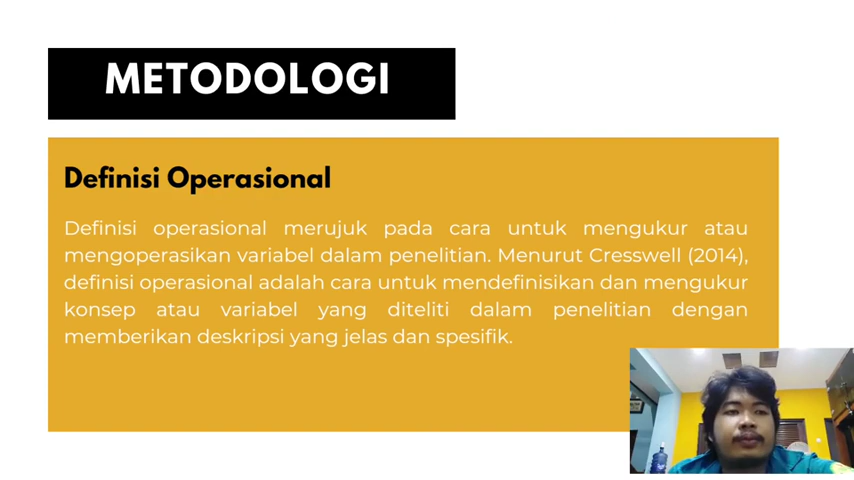 METODOLOGI
Definisi Operasional
Definisi operasional merujuk pada cara untuk mengukur atau
mengoperasikan variabel dalam penelitian. Menurut Cresswell (2014),
definisi operasional adalah cara untuk mendefinisikan dan mengukur
konsep atau variabel yang diteliti dalam penelitian dengan
memberikan deskripsi yang jelas dan spesifik.